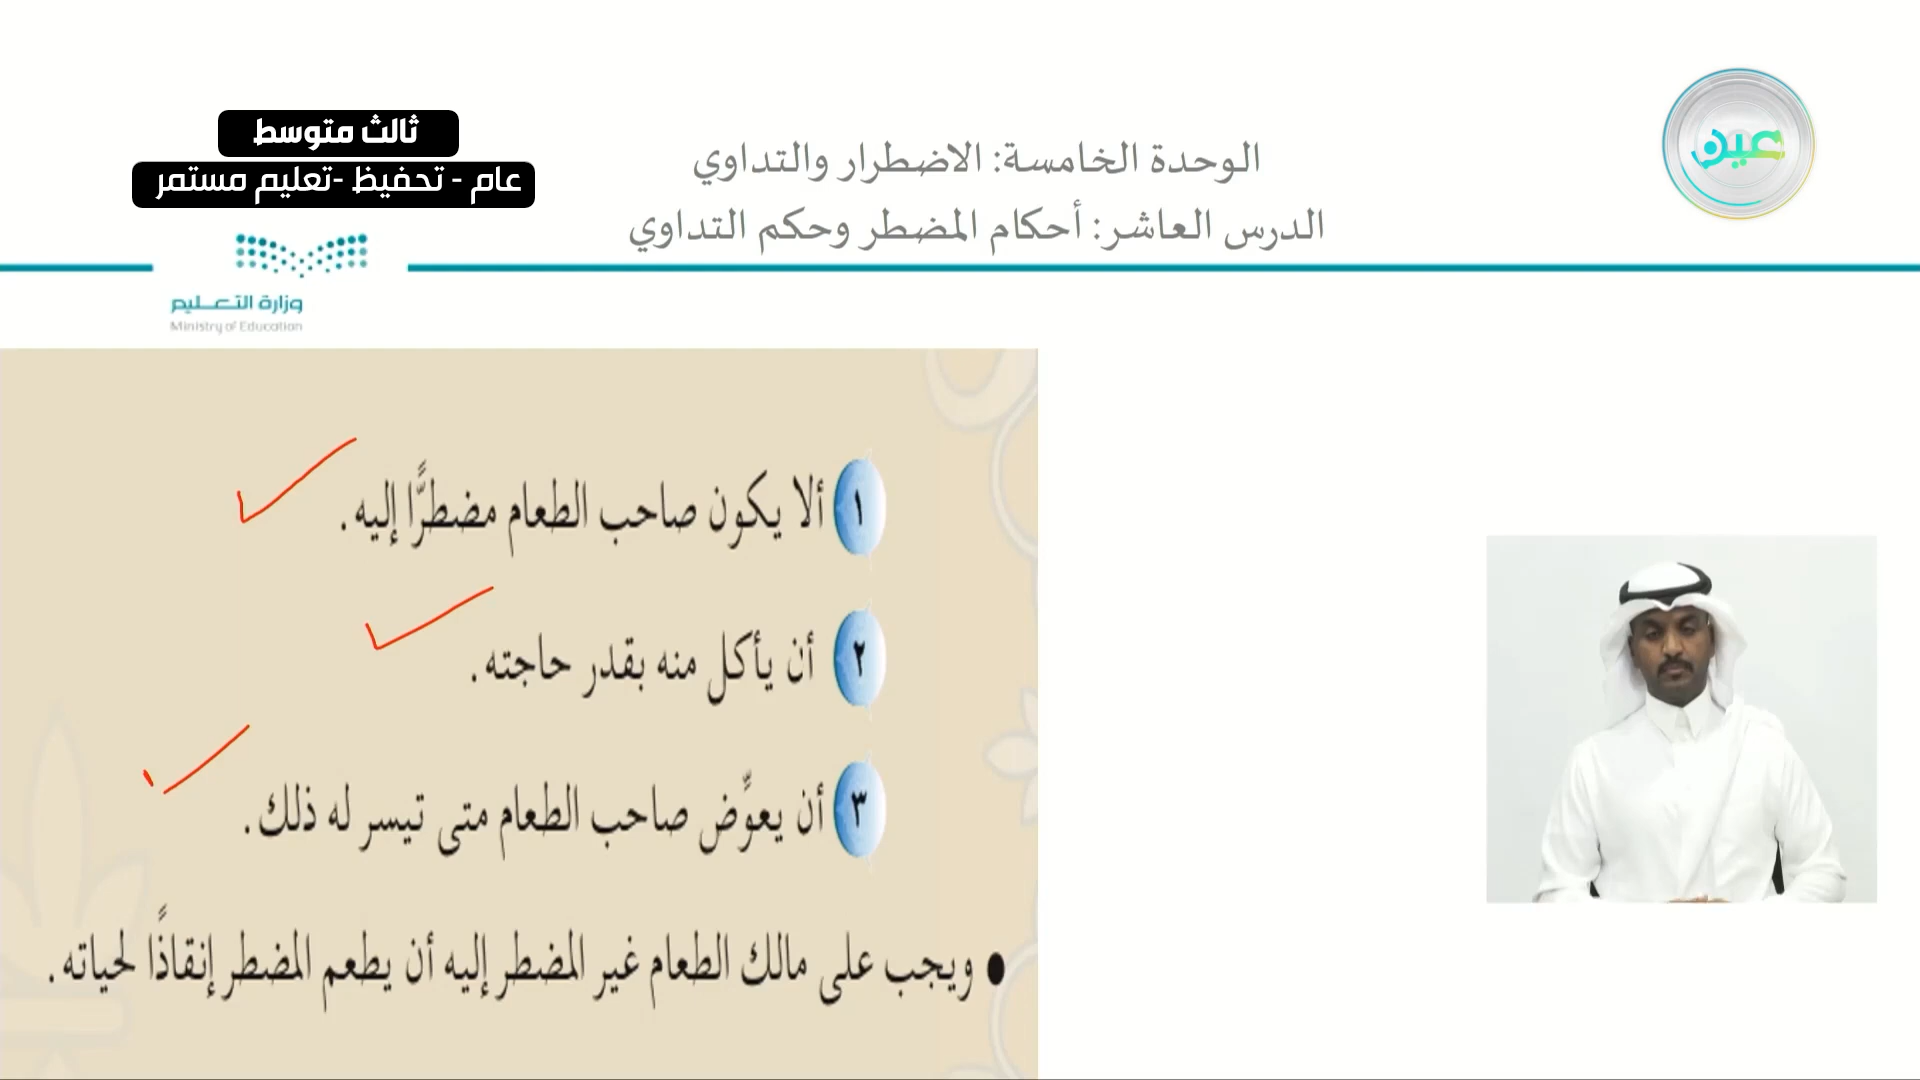 ثالث متوسط
عام - تحفيظ -تعليم مستمر
الوحدة الخامسة: الاضطرار والتداوي
الدرس العاشر: أحكام المضطر وحكم التداوي
عين
وزارة التعـــليم
Ministry of Education
١ ألا يكون صاحب الطعام مضطرًّا إليه.
٢ أن يأكل منه بقدر حاجته.
٣ أن يعوِّض صاحب الطعام متى تيسر له ذلك.
● ويجب على مالك الطعام غير المضطر إليه أن يطعم المضطر إنقاذًا لحياته.